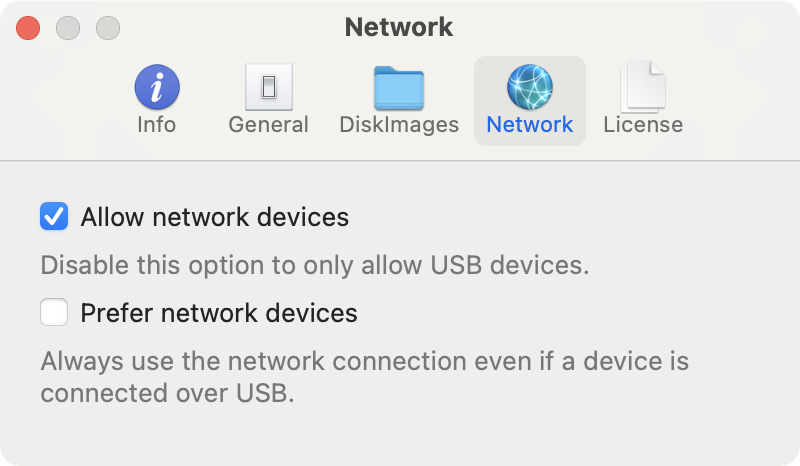 Network
Info
General
DiskImages
Network
License
Allow network devices
Disable this option to only allow USB devices.
Prefer network devices
Always use the network connection even if a device is
connected over USB.